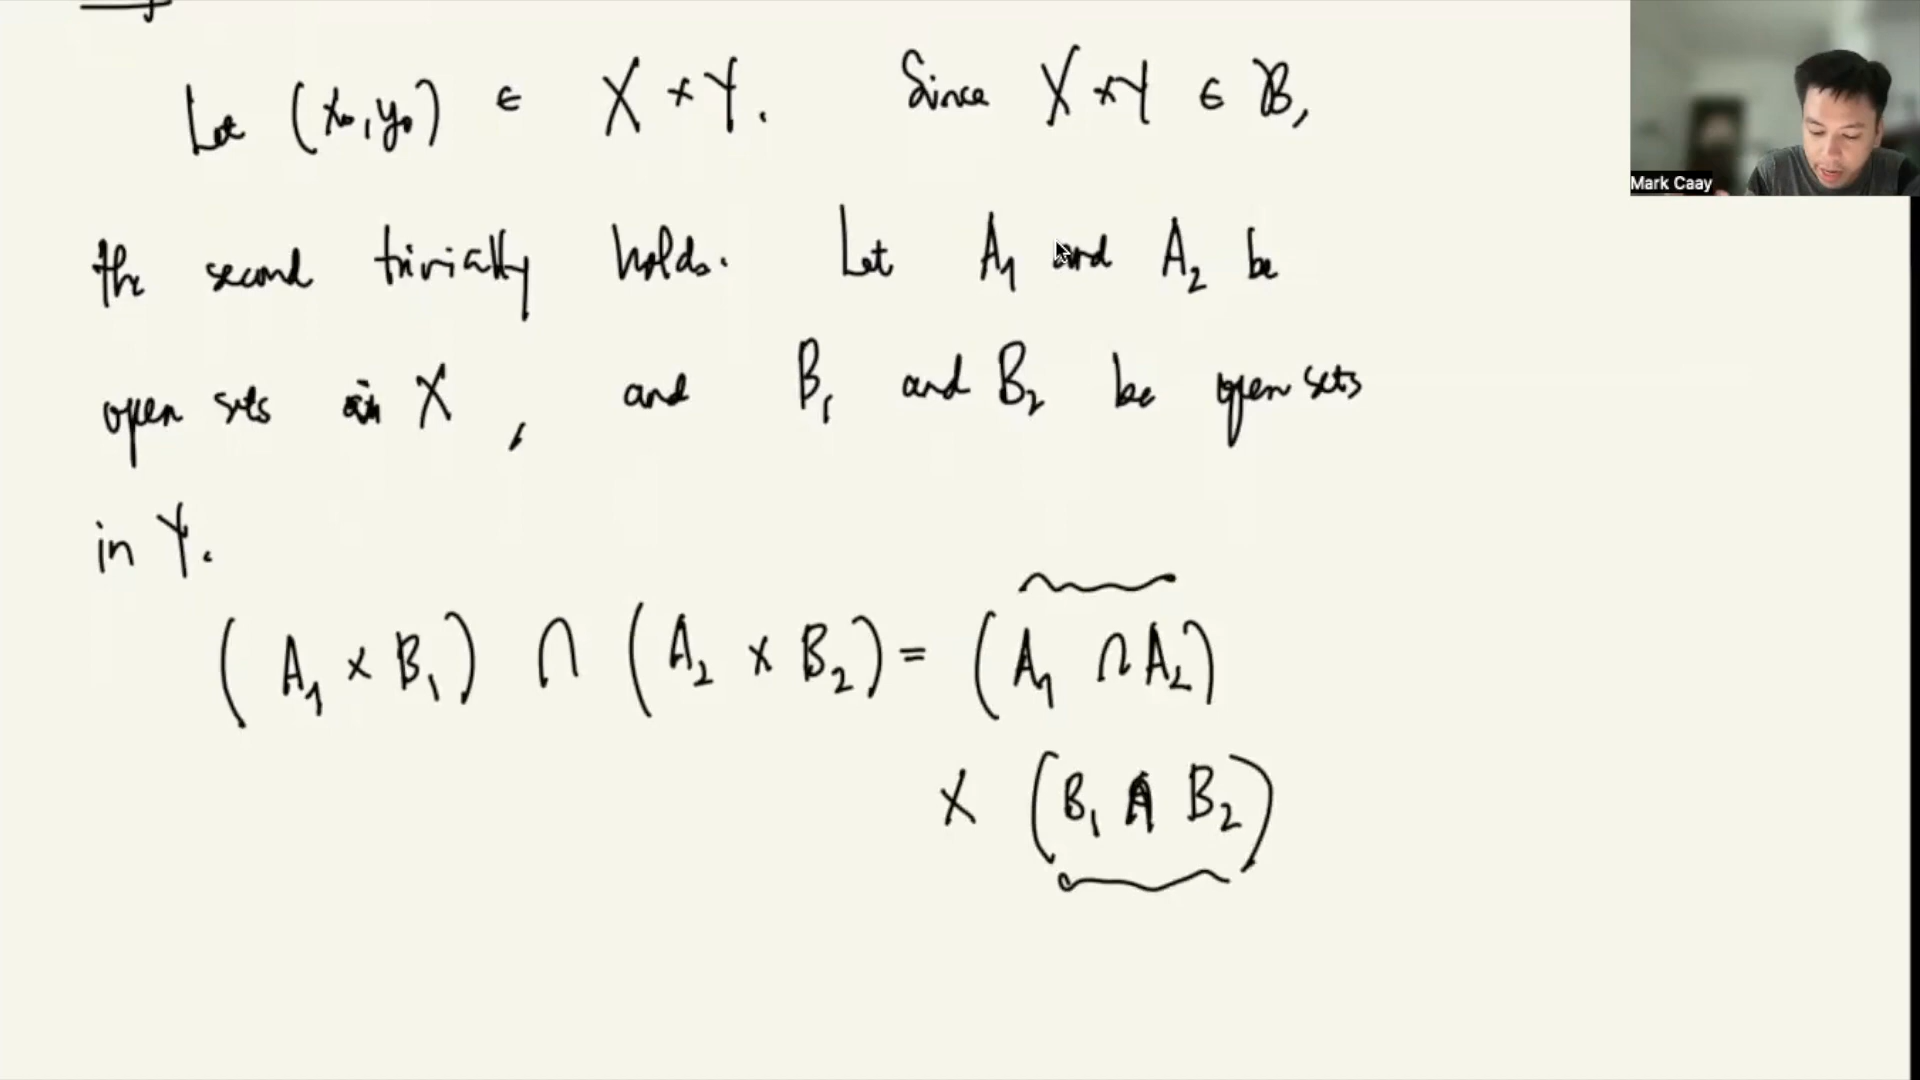 Let (x₀, y₀) ∈ X × Y. Since X × Y ∈ ℬ,
Mark Caay
the second trivially holds. Let A₁ and A₂ be
open sets in X, and B₁ and B₂ be open sets
in Y.
(A₁ × B₁) ∩ (A₂ × B₂) = (A₁ ∩ A₂)
× (B₁ ∩ B₂)